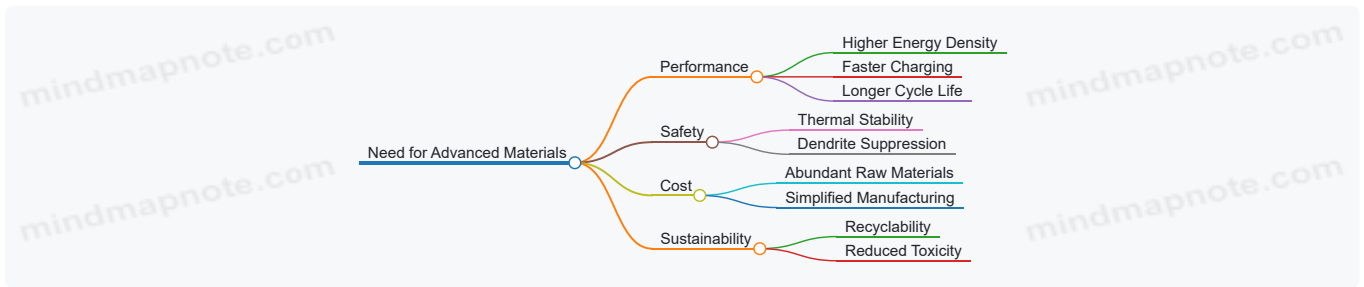 mindmapnote.com
mindmapnote.com
Need for Advanced Materials
Performance
Higher Energy Density
Faster Charging
Longer Cycle Life
Safety
Thermal Stability
Dendrite Suppression
Cost
Abundant Raw Materials
Simplified Manufacturing
Sustainability
Recyclability
Reduced Toxicity
mindmapnote.com
mindmapnote.com